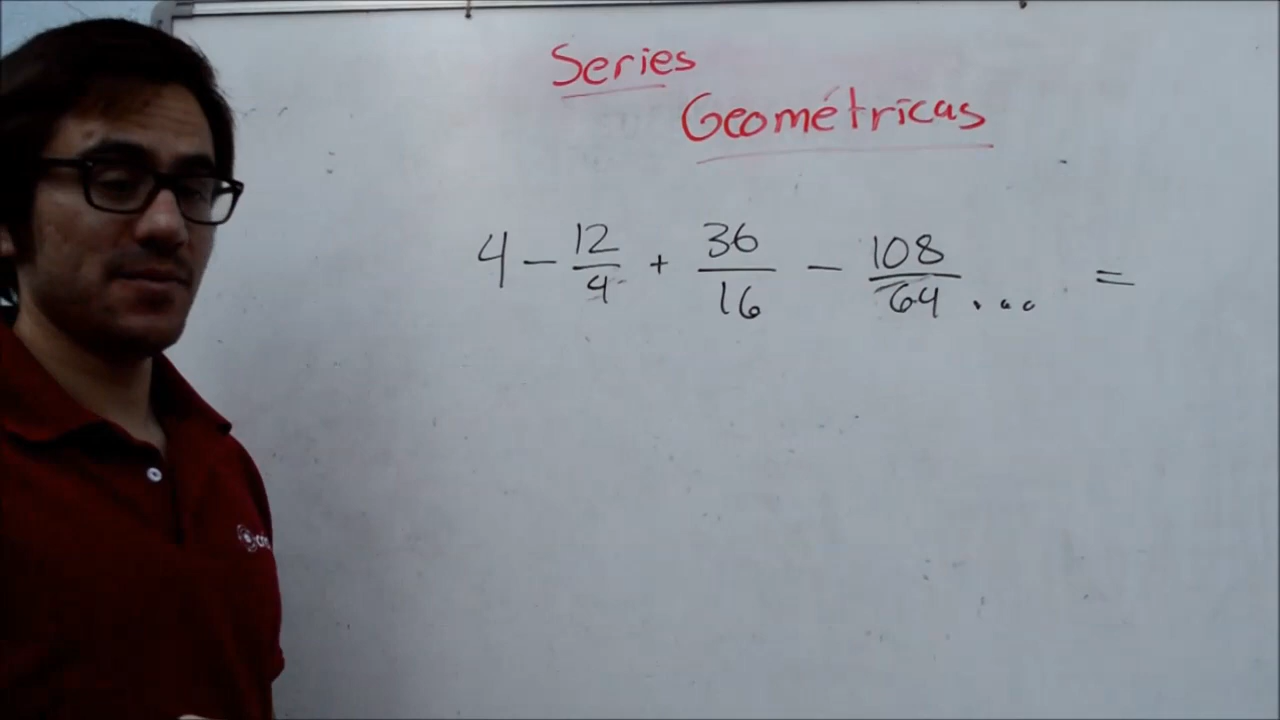 Series
Geométricas
4 - 12/4 + 36/16 - 108/64 ... =